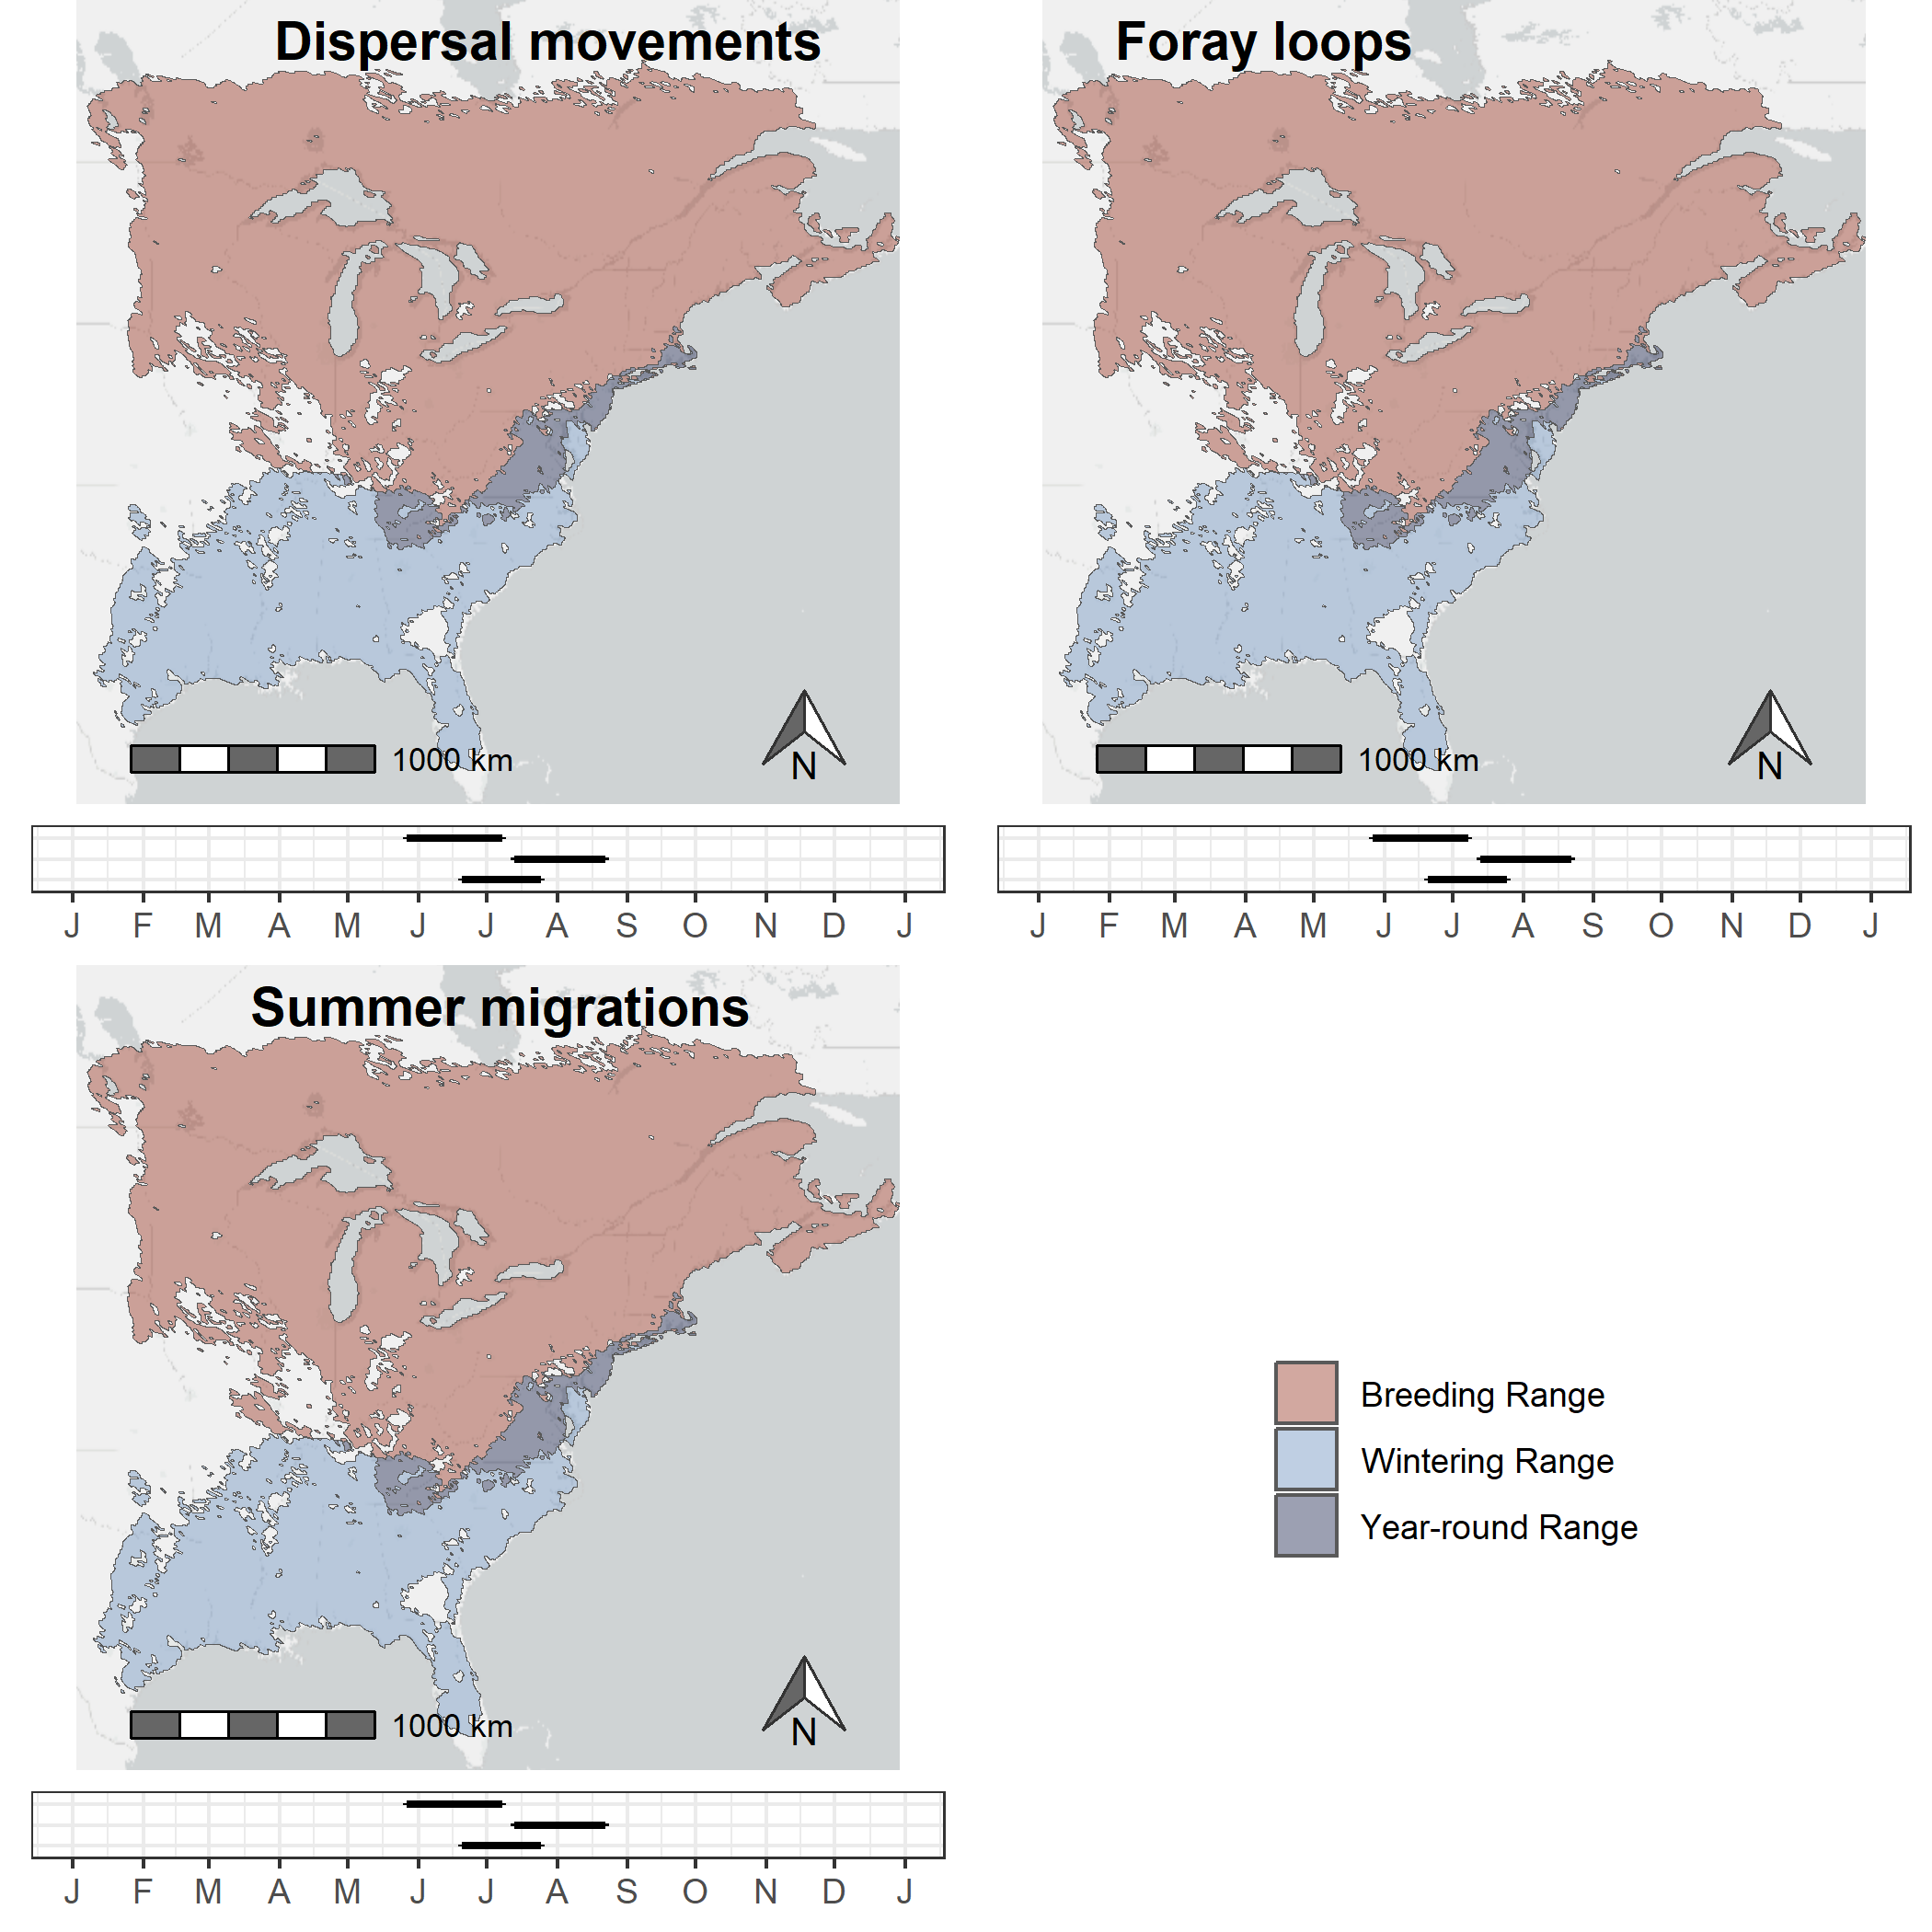 Dispersal movements
Foray loops
N
1000 km
N
1000 km
J F M A M J J A S O N D J
J F M A M J J A S O N D J
Summer migrations
Breeding Range
Wintering Range
Year-round Range
N
1000 km
J F M A M J J A S O N D J